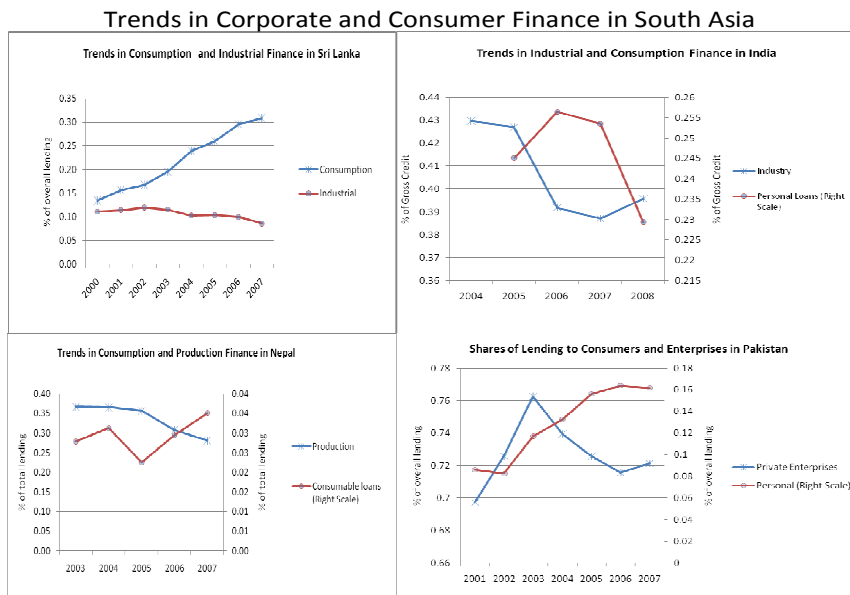 Trends in Corporate and Consumer Finance in South Asia
Trends in Consumption and Industrial Finance in Sri Lanka
% of overall lending
0.35
0.30
0.25
0.20
0.15
0.10
0.05
0.00
2000 2001 2002 2003 2004 2005 2006 2007
Consumption
Industrial
Trends in Industrial and Consumption Finance in India
% of Gross Credit
0.44
0.43
0.42
0.41
0.40
0.39
0.38
0.37
0.36
2004 2005 2006 2007 2008
0.26
0.255
0.25
0.245
0.24
0.235
0.23
0.225
0.22
0.215
% of Gross Credit
Industry
Personal Loans (Right
Scale)
Trends in Consumption and Production Finance in Nepal
% of total lending
0.40
0.35
0.30
0.25
0.20
0.15
0.10
0.05
0.00
2003 2004 2005 2006 2007
0.04
0.04
0.03
0.03
0.02
0.02
0.01
0.01
0.00
% of total lending
Production
Consumable loans
(Right Scale)
Shares of Lending to Consumers and Enterprises in Pakistan
% of overall lending
0.78
0.76
0.74
0.72
0.7
0.68
0.66
2001 2002 2003 2004 2005 2006 2007
0.18
0.16
0.14
0.12
0.1
0.08
0.06
0.04
0.02
0
% of overall lending
Private Enterprises
Personal (Right Scale)